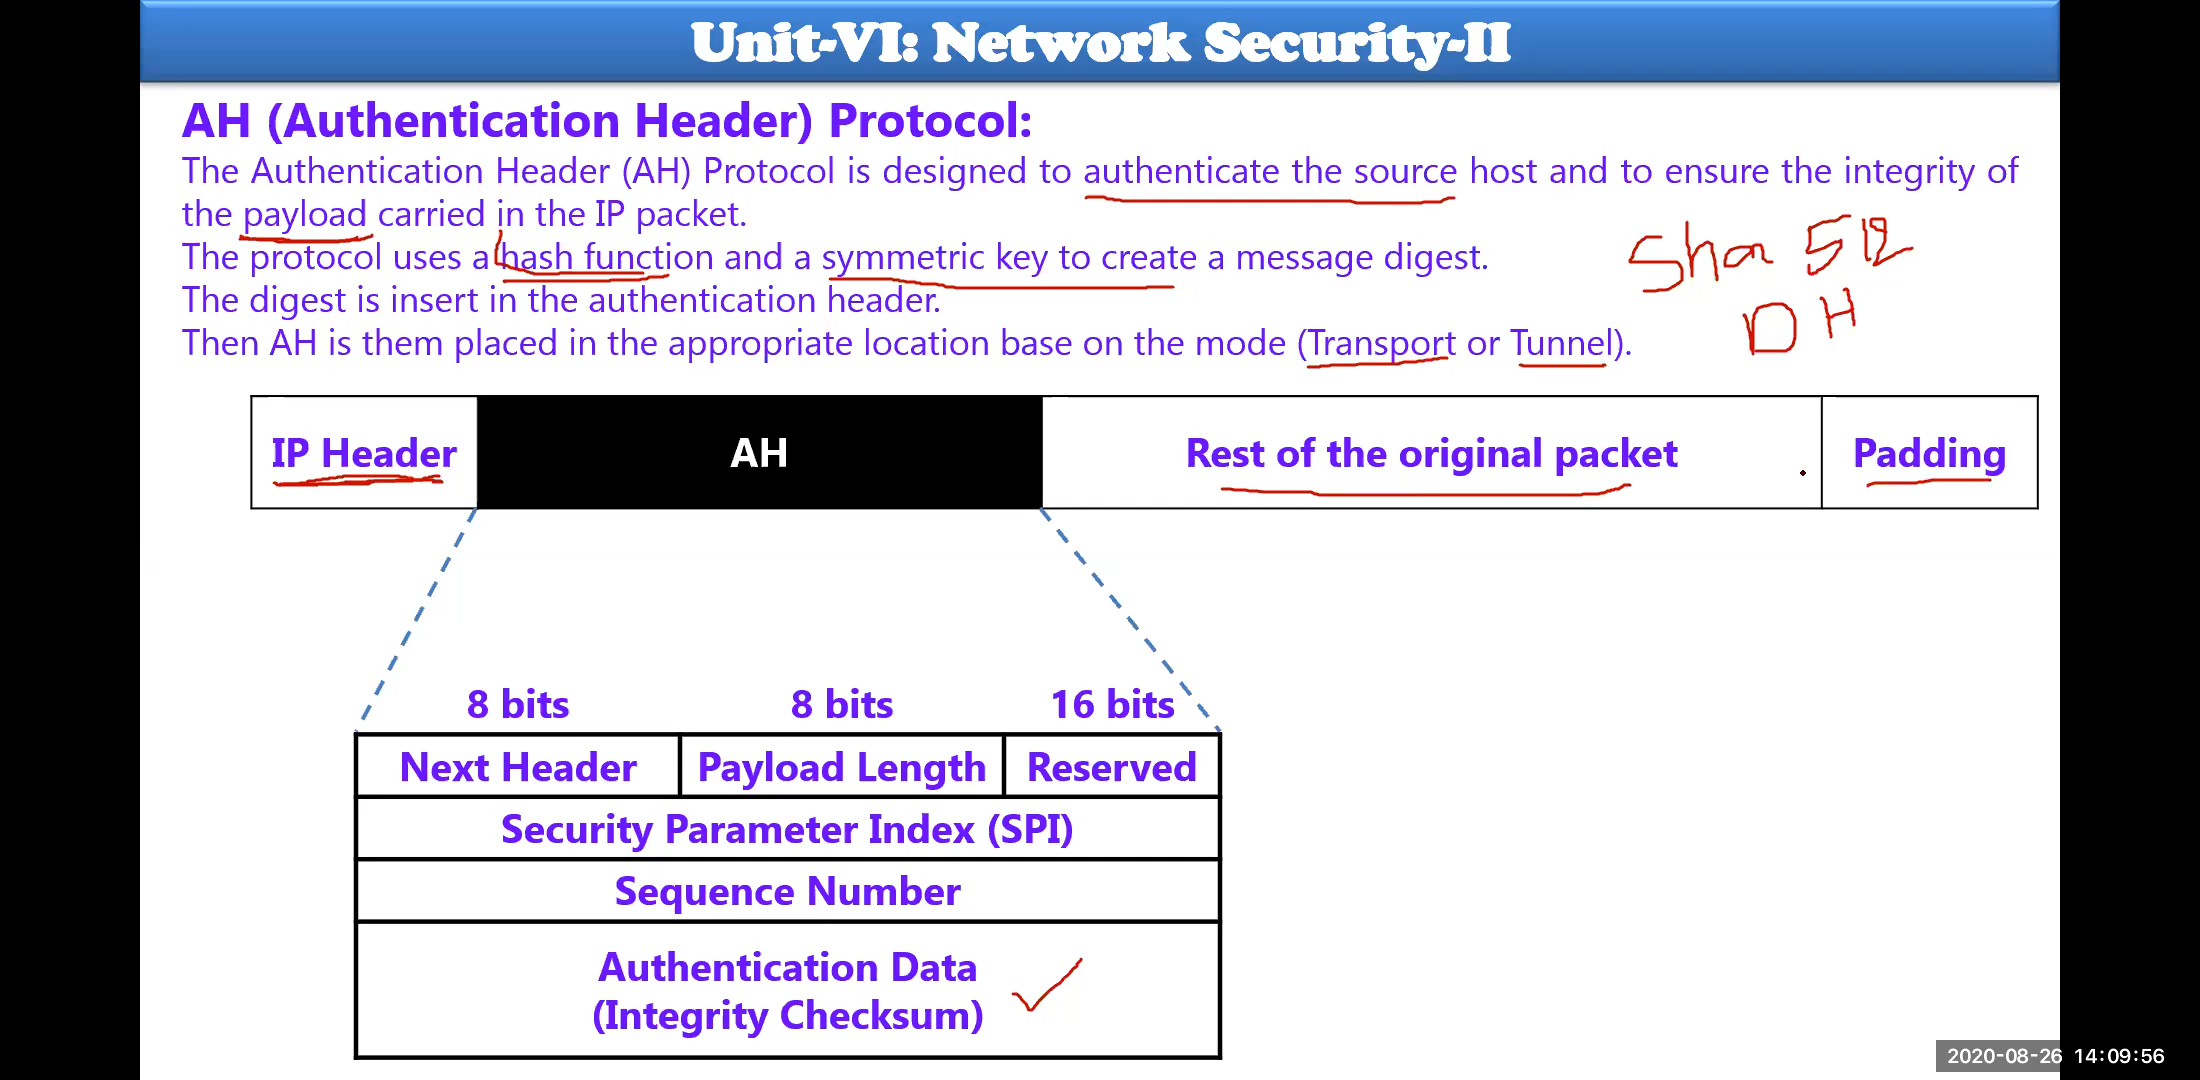 Unit-VI: Network Security-II
AH (Authentication Header) Protocol:
The Authentication Header (AH) Protocol is designed to authenticate the source host and to ensure the integrity of
the payload carried in the IP packet.
The protocol uses a hash function and a symmetric key to create a message digest.
The digest is insert in the authentication header.
Then AH is them placed in the appropriate location base on the mode (Transport or Tunnel).
Sha 512
DH
IP Header AH Rest of the original packet Padding
8 bits 8 bits 16 bits
Next Header Payload Length Reserved
Security Parameter Index (SPI)
Sequence Number
Authentication Data
(Integrity Checksum)
2020-08-26 14:09:56